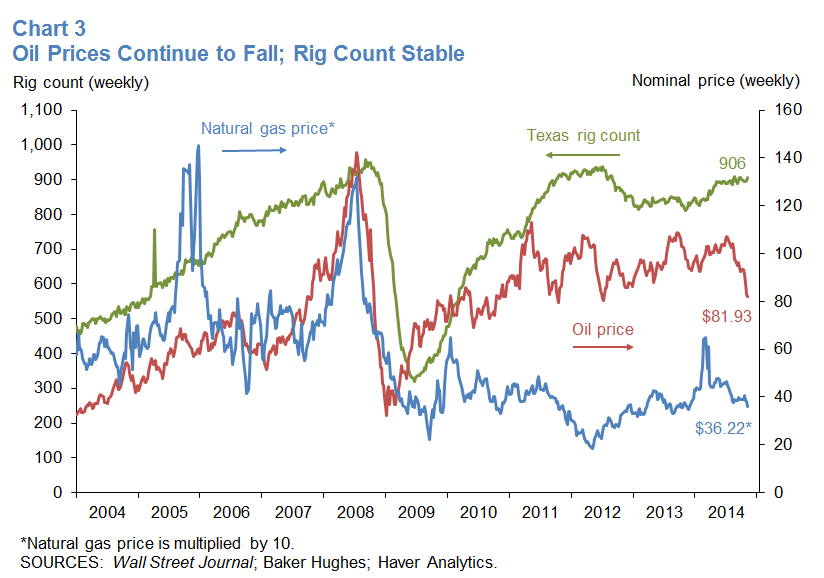 Chart 3
Oil Prices Continue to Fall; Rig Count Stable
Rig count (weekly)
Nominal price (weekly)
1,100
1,000
900
800
700
600
500
400
300
200
100
0
160
140
120
100
80
60
40
20
0
Natural gas price*
Texas rig count
906
$81.93
Oil price
$36.22*
2004 2005 2006 2007 2008 2009 2010 2011 2012 2013 2014
*Natural gas price is multiplied by 10.
SOURCES: Wall Street Journal; Baker Hughes; Haver Analytics.